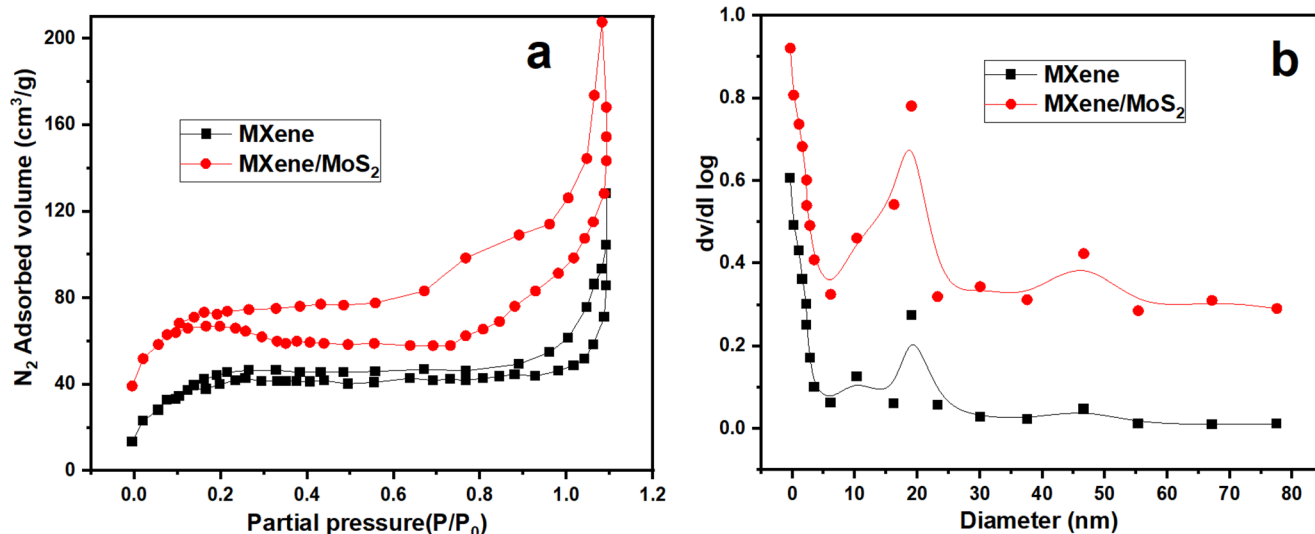 a
MXene
MXene/MoS₂
N₂ Adsorbed volume (cm³/g)
200
160
120
80
40
0
0.0 0.2 0.4 0.6 0.8 1.0 1.2
Partial pressure(P/P₀)
b
MXene
MXene/MoS₂
dv/dl log
1.0
0.8
0.6
0.4
0.2
0.0
0 10 20 30 40 50 60 70 80
Diameter (nm)